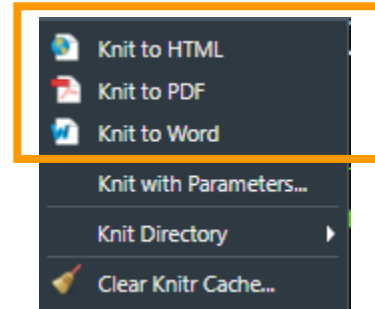 Knit to HTML
Knit to PDF
Knit to Word
Knit with Parameters...
Knit Directory
Clear Knitr Cache...